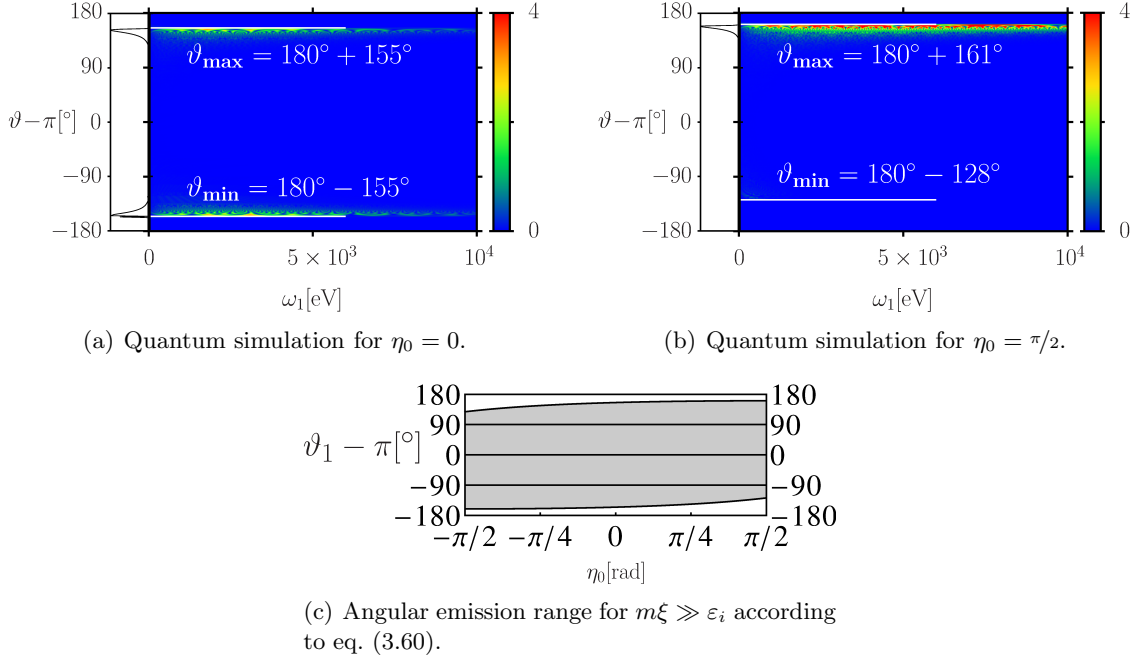 180
90
ϑ−π[°] 0
−90
−180
ϑmax = 180° + 155°
ϑmin = 180° − 155°
4
0
0 5 × 10³ 10⁴
ω₁[eV]
(a) Quantum simulation for η₀ = 0.
180
90
ϑ−π[°] 0
−90
−180
ϑmax = 180° + 161°
ϑmin = 180° − 128°
4
0
0 5 × 10³ 10⁴
ω₁[eV]
(b) Quantum simulation for η₀ = π/2.
180 180
90 90
ϑ₁ − π[°] 0 0
−90 −90
−180 −180
−π/2 −π/4 0 π/4 π/2
η₀[rad]
(c) Angular emission range for mξ ≫ εᵢ according
to eq. (3.60).